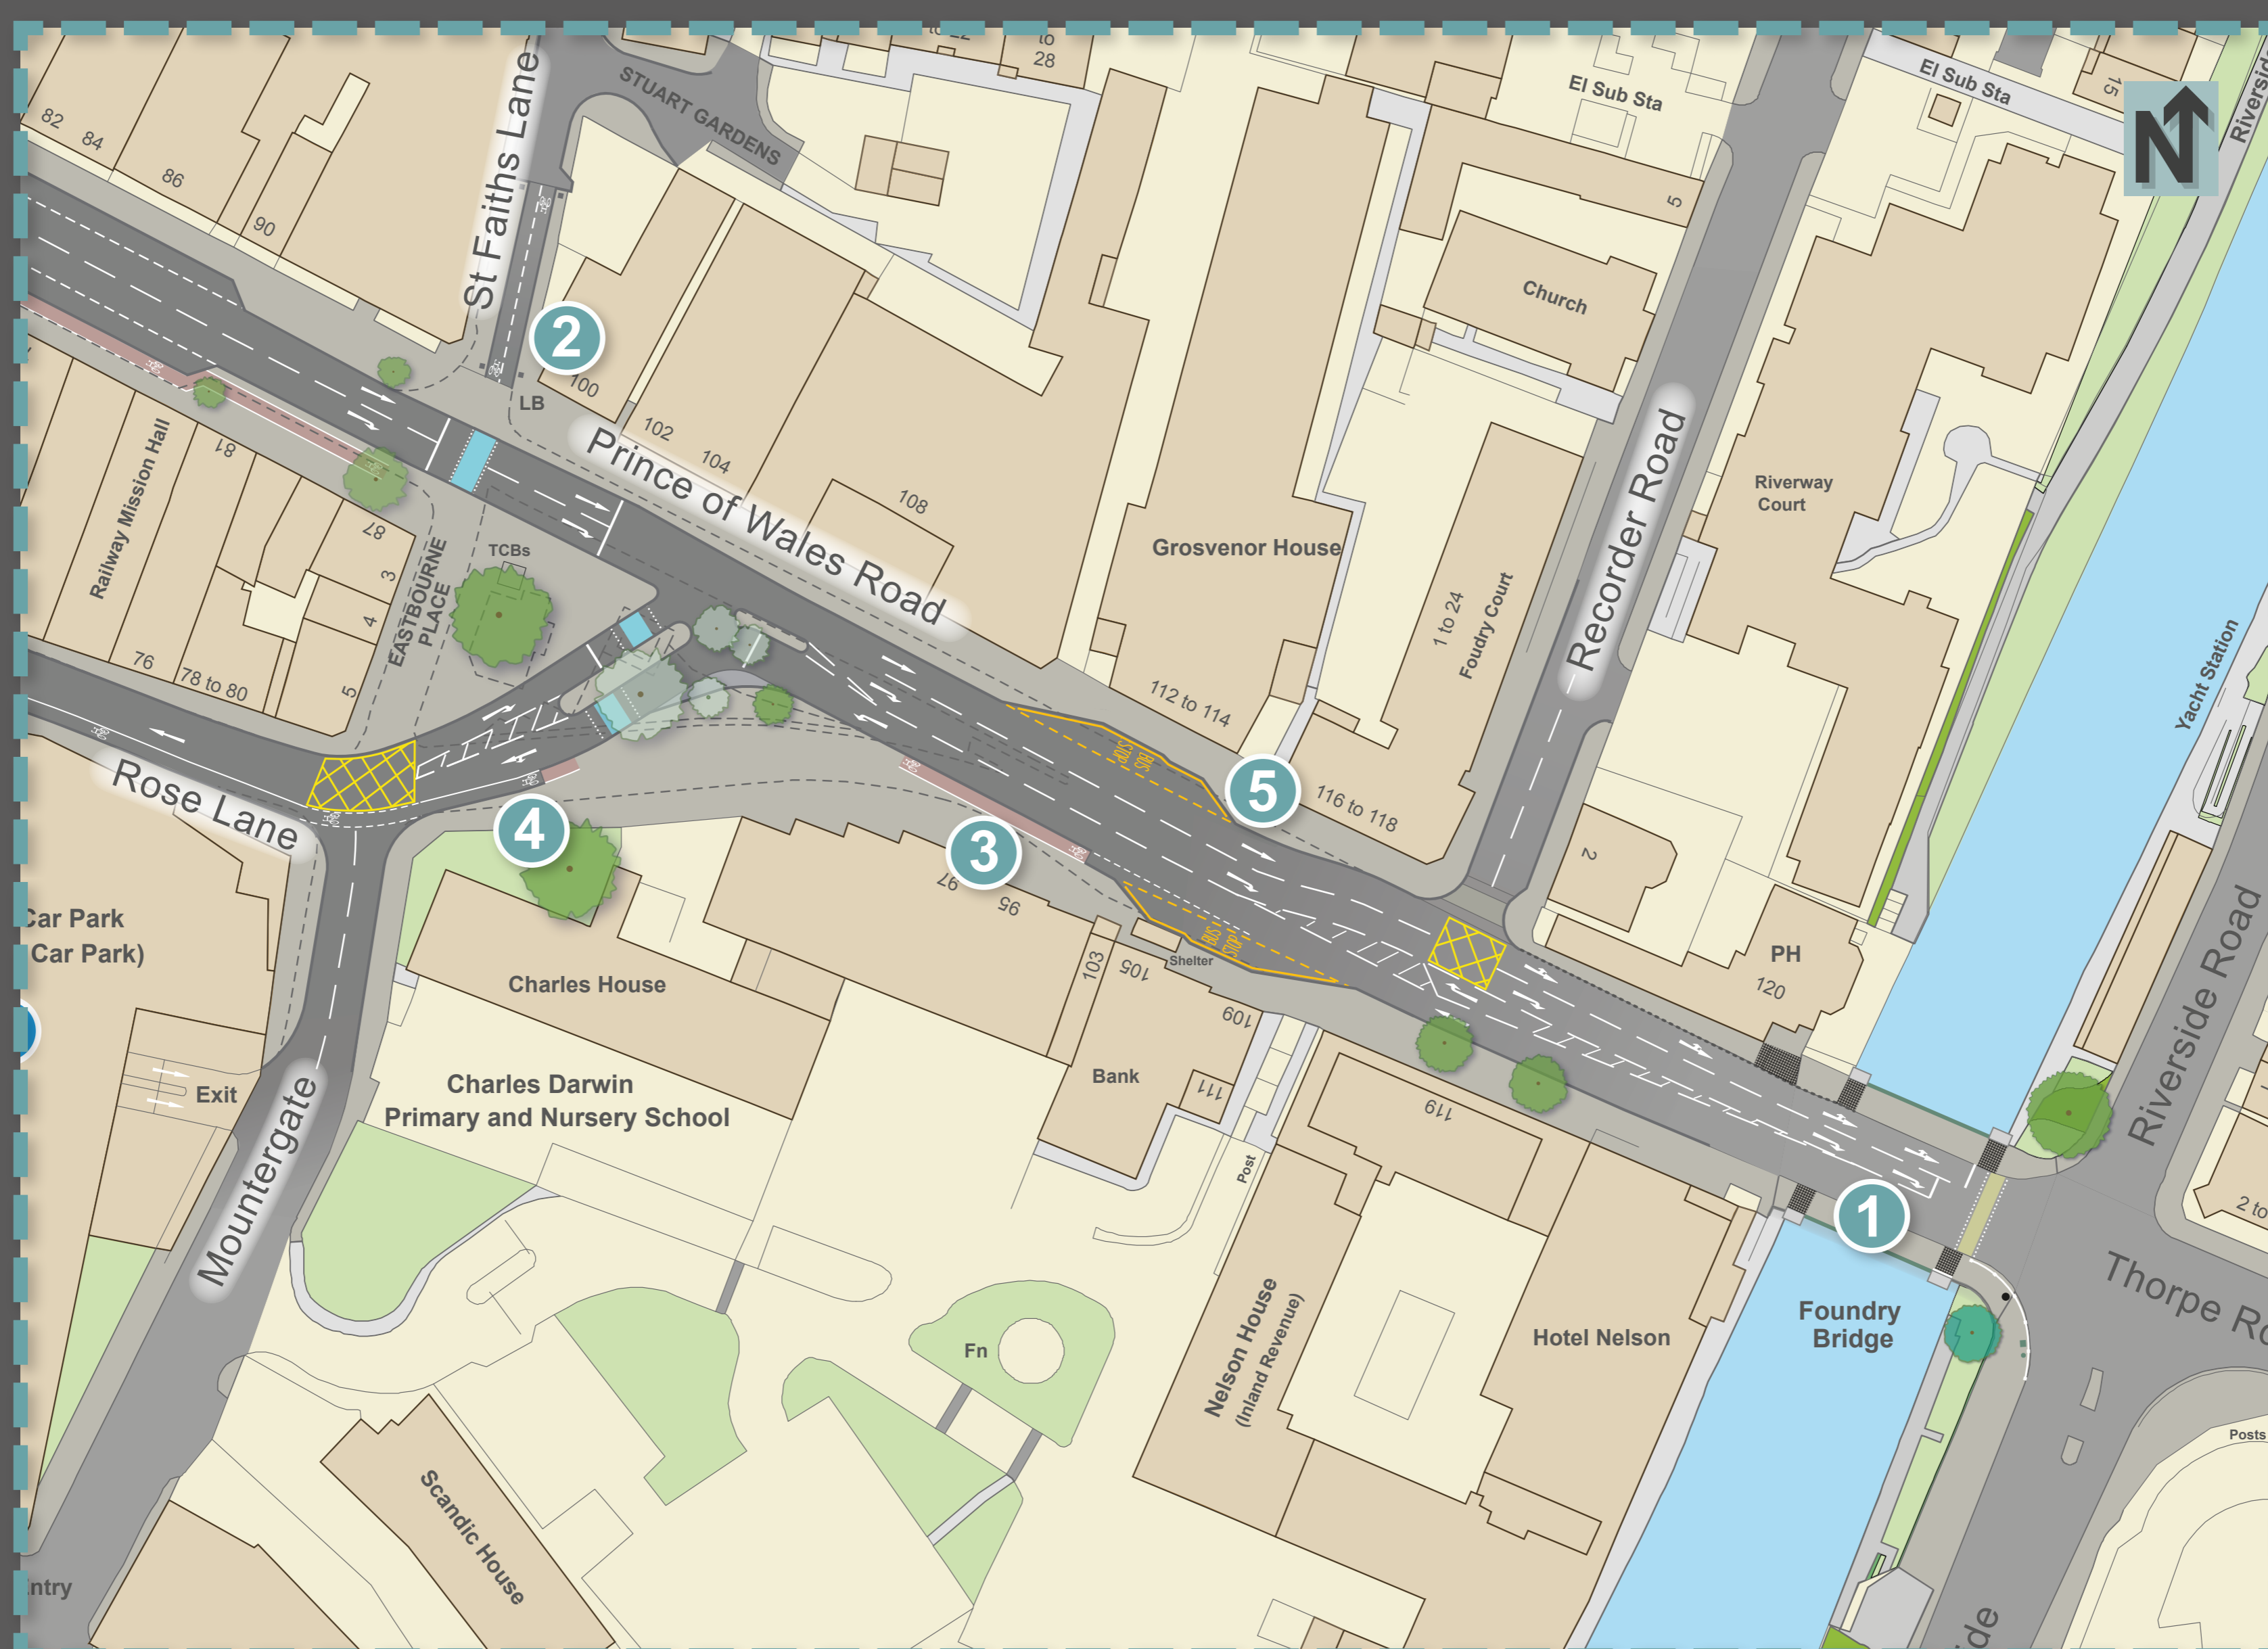 28
to
El Sub Sta
El Sub Sta
15
N
82
84
86
90
St Faiths Lane
STUART GARDENS
5
Church
2
100
LB
102
104
108
Prince of Wales Road
Railway Mission Hall
81
87
TCBs
EASTBOURNE
PLACE
3
4
5
76
78 to 80
Grosvenor House
1 to 24
Foudry Court
Recorder Road
Riverway
Court
Yacht Station
112 to 114
BUS
STOP
5
116 to 118
2
Rose Lane
4
3
97
95
103
105
Shelter
BUS
STOP
109
PH
120
Riverside Road
Car Park
Car Park)
Charles House
Exit
Charles Darwin
Primary and Nursery School
Bank
111
119
Post
Mountergate
1
2 to
Thorpe
Foundry
Bridge
Fn
Nelson House
(Inland Revenue)
Hotel Nelson
Posts
Scandic House